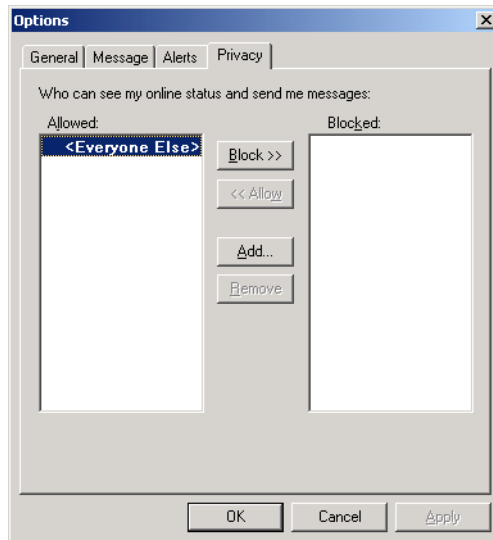 Options
General Message Alerts Privacy
Who can see my online status and send me messages:
Allowed:
Blocked:
<Everyone Else>
Block >>
<< Allow
Add...
Remove
OK Cancel Apply